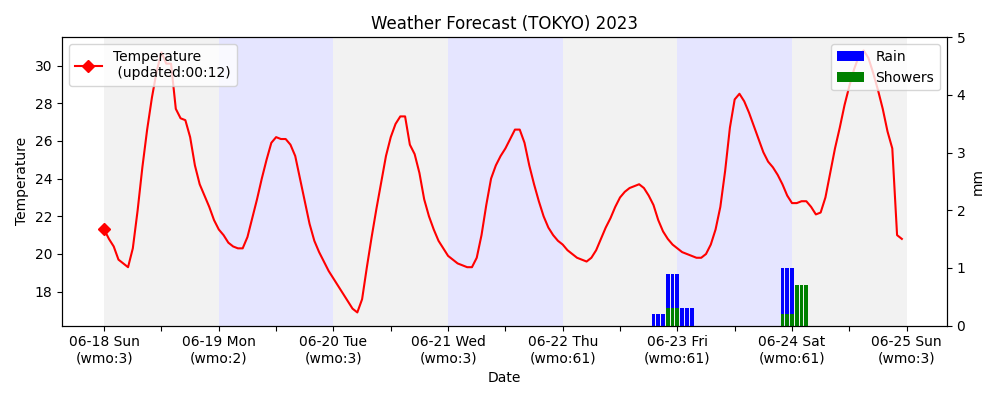 Weather Forecast (TOKYO) 2023
Temperature
(updated:00:12)
Rain
Showers
Temperature
30
28
26
24
22
20
18
5
4
3
2
1
0
mm
06-18 Sun
(wmo:3)
06-19 Mon
(wmo:2)
06-20 Tue
(wmo:3)
06-21 Wed
(wmo:3)
06-22 Thu
(wmo:61)
06-23 Fri
(wmo:61)
06-24 Sat
(wmo:61)
06-25 Sun
(wmo:3)
Date